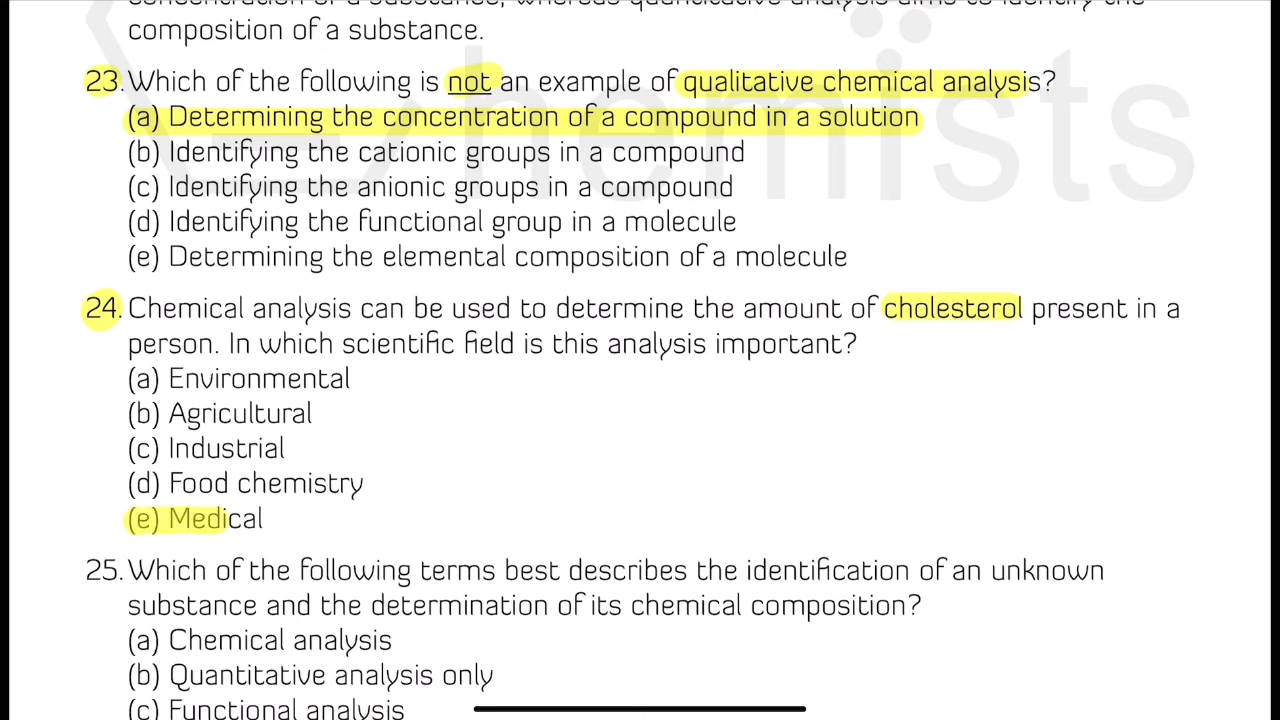 composition of a substance.
23. Which of the following is not an example of qualitative chemical analysis?
(a) Determining the concentration of a compound in a solution
(b) Identifying the cationic groups in a compound
(c) Identifying the anionic groups in a compound
(d) Identifying the functional group in a molecule
(e) Determining the elemental composition of a molecule
24. Chemical analysis can be used to determine the amount of cholesterol present in a
person. In which scientific field is this analysis important?
(a) Environmental
(b) Agricultural
(c) Industrial
(d) Food chemistry
(e) Medical
25. Which of the following terms best describes the identification of an unknown
substance and the determination of its chemical composition?
(a) Chemical analysis
(b) Quantitative analysis only
(c) Functional analysis
hemists